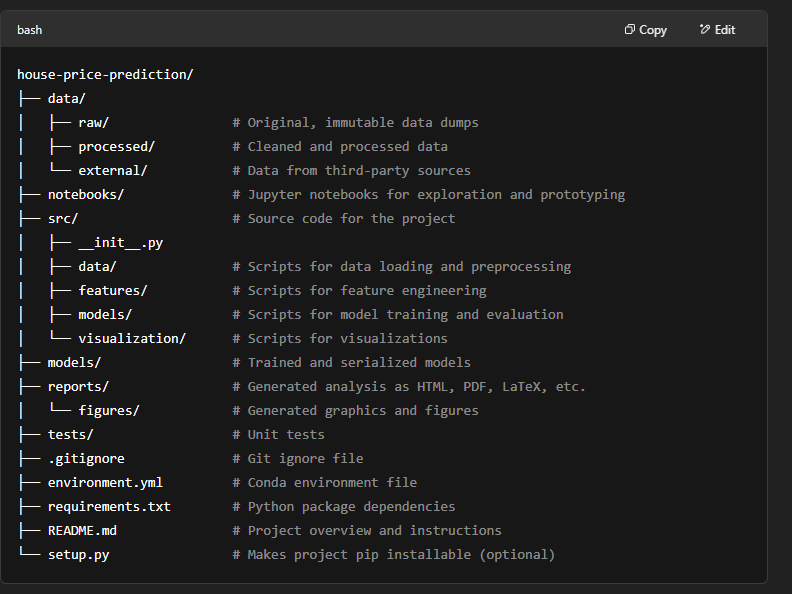 bash Copy Edit
house-price-prediction/
├── data/
│   ├── raw/                # Original, immutable data dumps
│   ├── processed/          # Cleaned and processed data
│   └── external/           # Data from third-party sources
├── notebooks/              # Jupyter notebooks for exploration and prototyping
├── src/                    # Source code for the project
│   ├── __init__.py
│   ├── data/               # Scripts for data loading and preprocessing
│   ├── features/           # Scripts for feature engineering
│   ├── models/             # Scripts for model training and evaluation
│   └── visualization/      # Scripts for visualizations
├── models/                 # Trained and serialized models
├── reports/                # Generated analysis as HTML, PDF, LaTeX, etc.
│   └── figures/            # Generated graphics and figures
├── tests/                  # Unit tests
├── .gitignore              # Git ignore file
├── environment.yml         # Conda environment file
├── requirements.txt        # Python package dependencies
├── README.md               # Project overview and instructions
└── setup.py                # Makes project pip installable (optional)